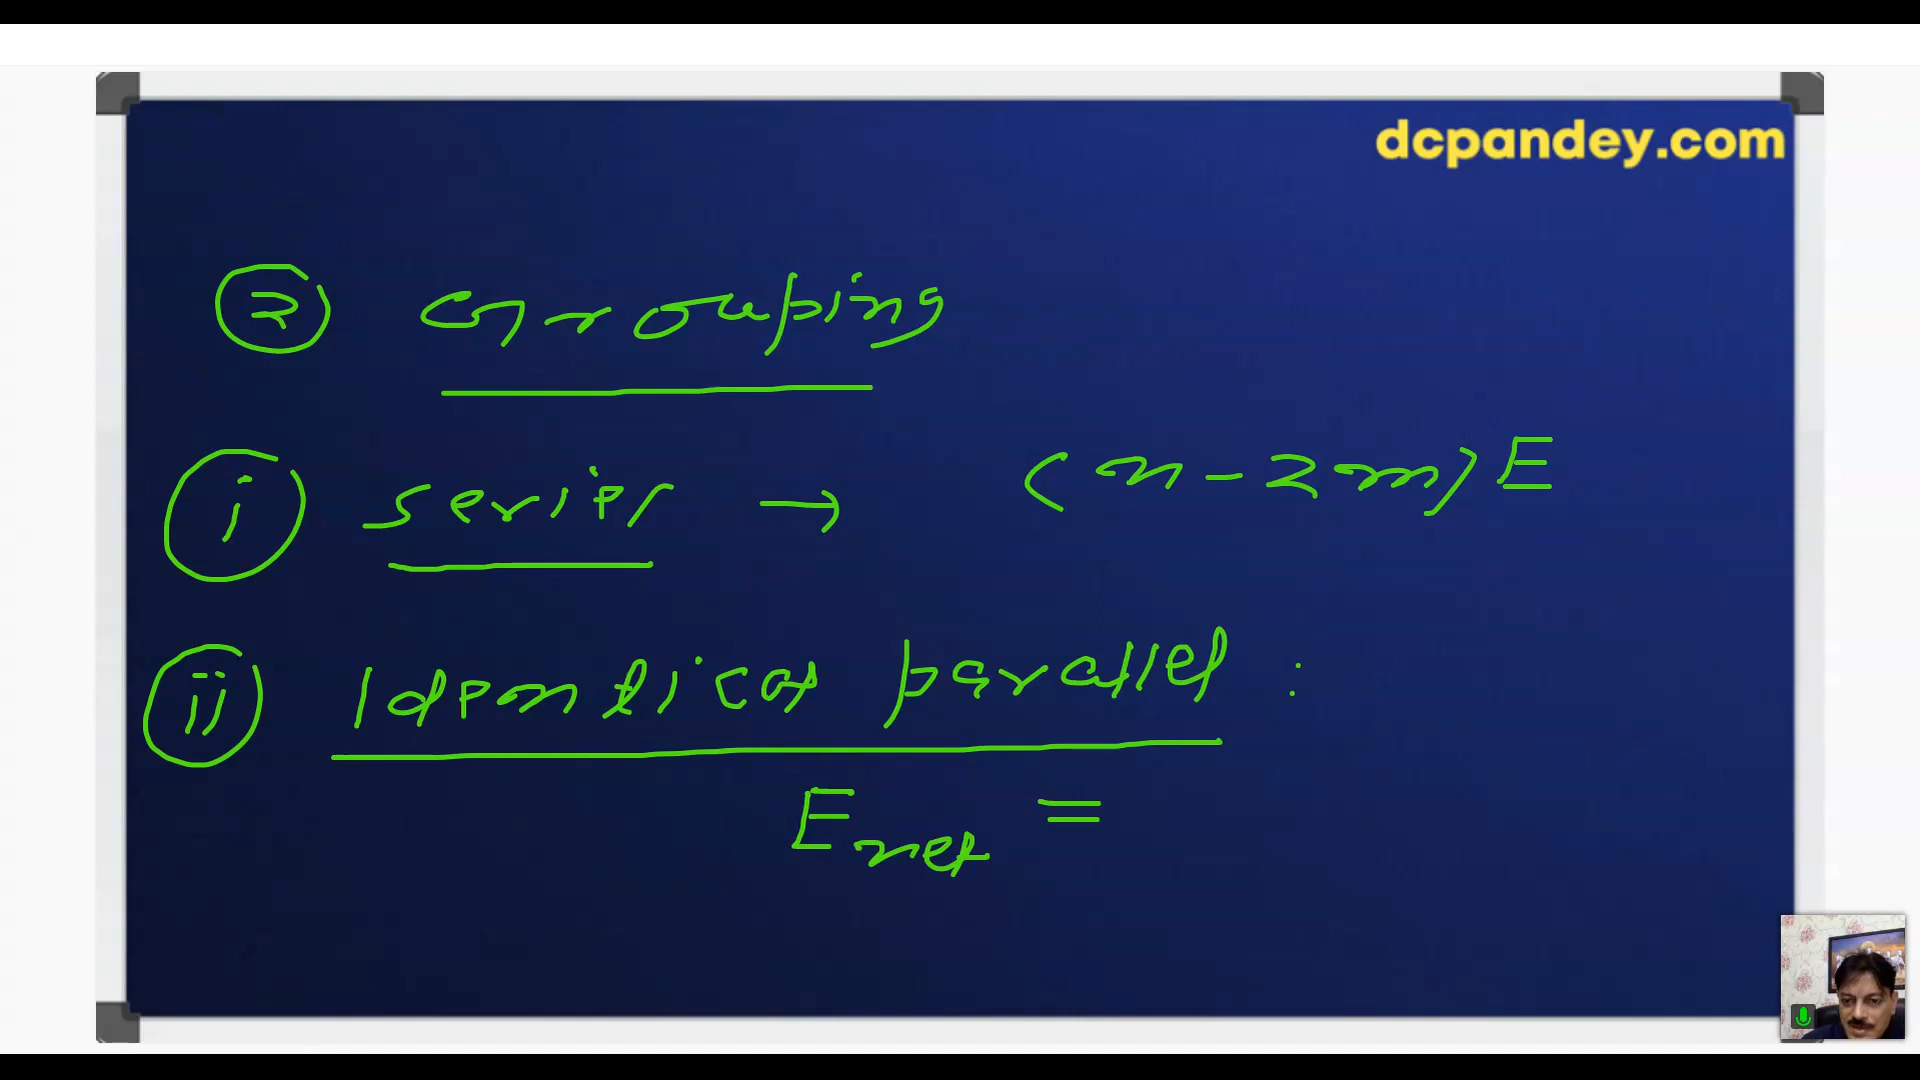 dcpandey.com
2 Grouping
i series → (n-2m)E
ii Identical parallel :
Enet =